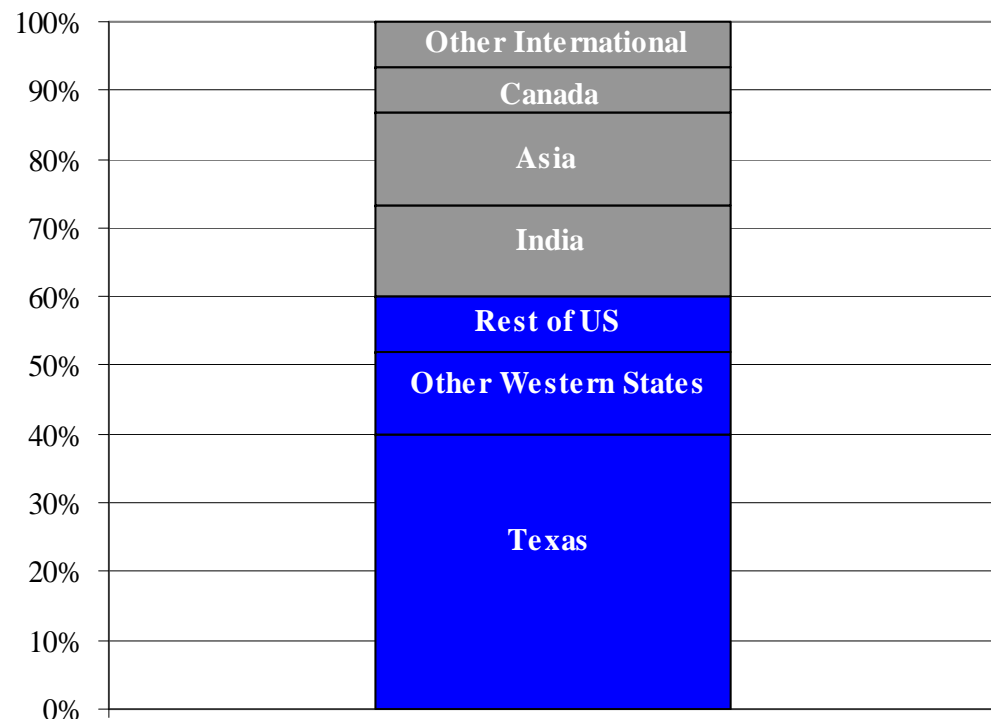 100%
Other International
90%
Canada
80%
Asia
70%
India
60%
Rest of US
50%
Other Western States
40%
30%
Texas
20%
10%
0%